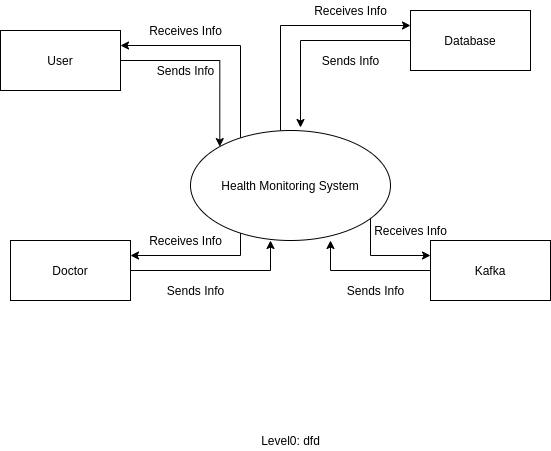 Receives Info
Database
Receives Info
User
Sends Info
Sends Info
Health Monitoring System
Receives Info
Receives Info
Doctor
Kafka
Sends Info
Sends Info
Level0: dfd